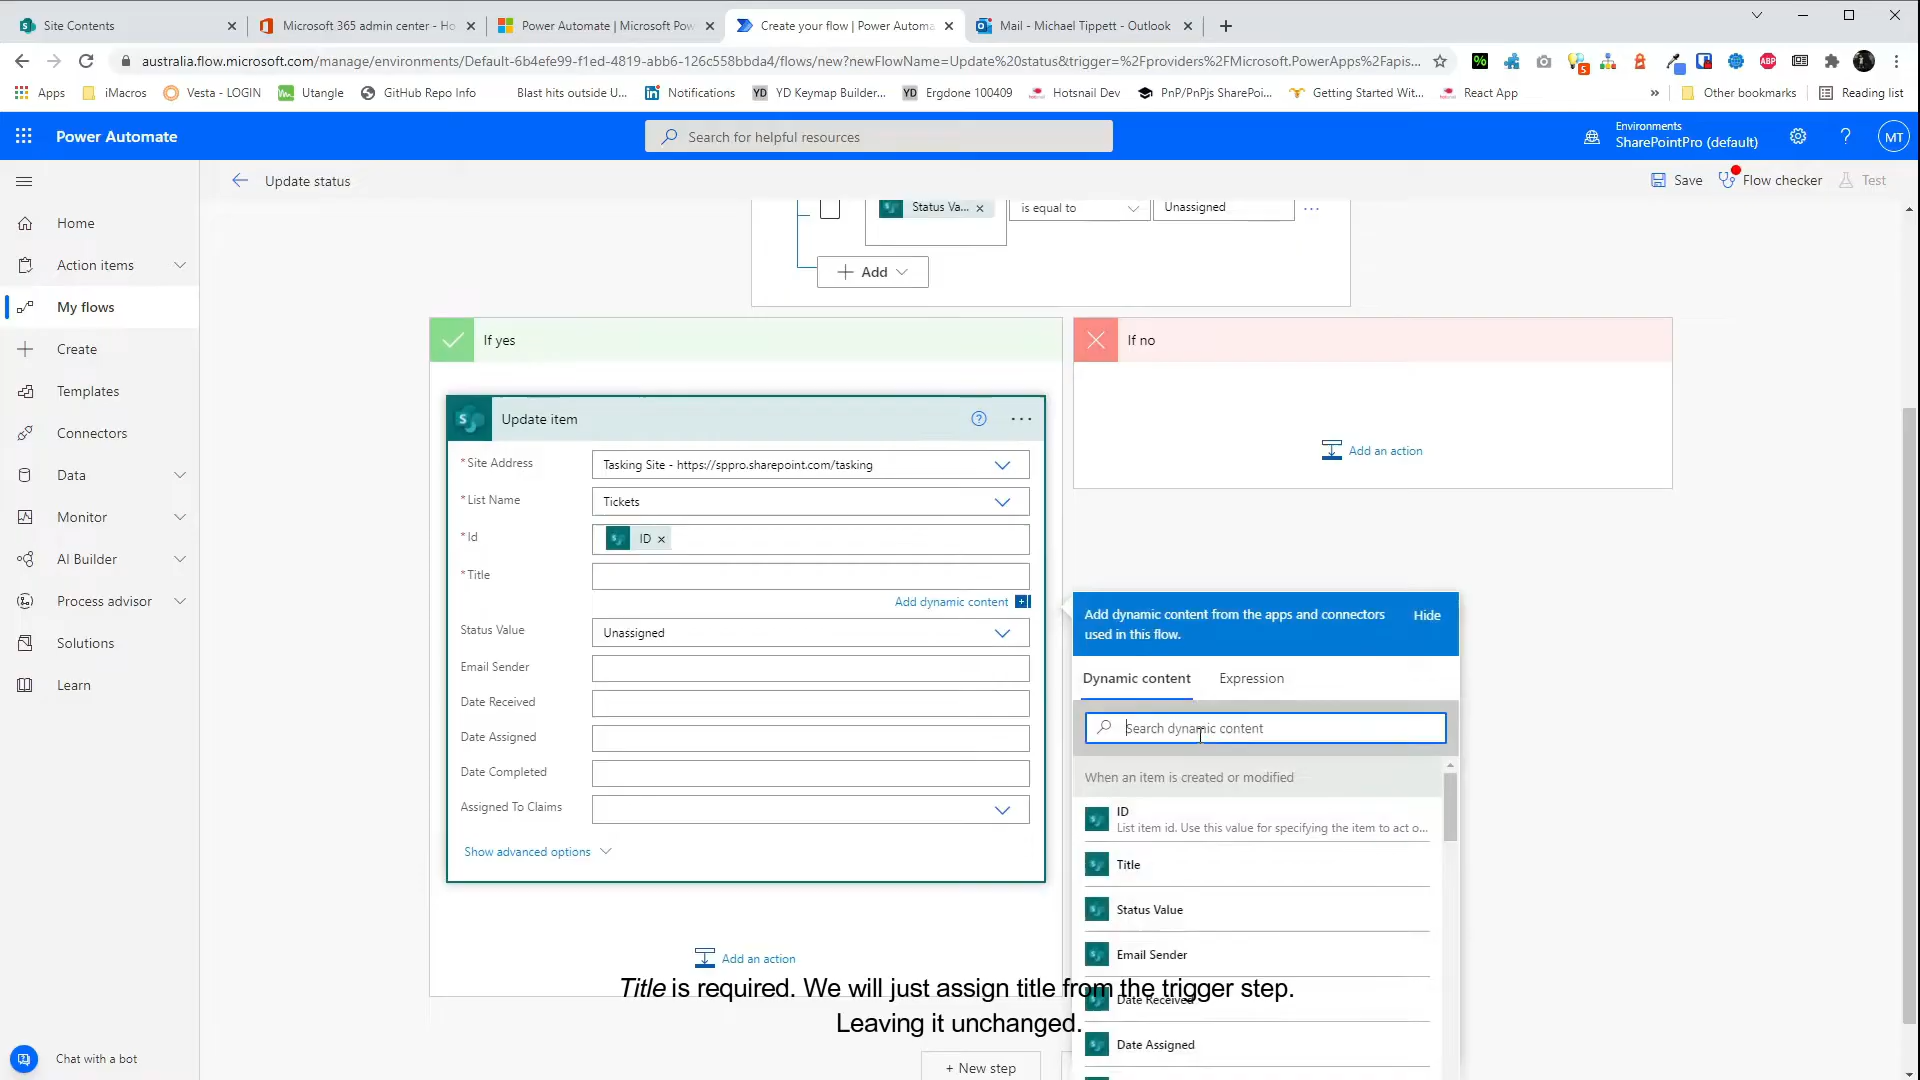 Site Contents
Microsoft 365 admin center - Ho
Power Automate | Microsoft Pow
Create your flow | Power Automa
Mail - Michael Tippett - Outlook
australia.flow.microsoft.com/manage/environments/Default-6b4efe99-f1ed-4819-abb6-126c558bbda4/flows/new?newFlowName=Update%20status&trigger=%2Fproviders%2FMicrosoft.PowerApps%2Fapis...
Apps
iMacros
Vesta - LOGIN
Utangle
GitHub Repo Info
Blast hits outside U...
Notifications
YD Keymap Builder...
Ergdone 100409
Hotsnail Dev
PnP/PnPjs SharePoi...
Getting Started Wit...
React App
»
Other bookmarks
Reading list
Power Automate
Search for helpful resources
Environments
SharePointPro (default)
MT
Update status
Save
Flow checker
Test
Home
Action items
My flows
Create
Templates
Connectors
Data
Monitor
AI Builder
Process advisor
Solutions
Learn
Chat with a bot
Status Va... ×
is equal to
Unassigned
...
+ Add
If yes
If no
Add an action
Update item
...
* Site Address
Tasking Site - https://sppro.sharepoint.com/tasking
* List Name
Tickets
* Id
ID ×
* Title
Add dynamic content
Status Value
Unassigned
Email Sender
Date Received
Date Assigned
Date Completed
Assigned To Claims
Show advanced options
Add an action
Add dynamic content from the apps and connectors
used in this flow.
Hide
Dynamic content
Expression
Search dynamic content
When an item is created or modified
ID
List item id. Use this value for specifying the item to act o...
Title
Status Value
Email Sender
Date Received
Date Assigned
Title is required. We will just assign title from the trigger step.
Leaving it unchanged.
+ New step